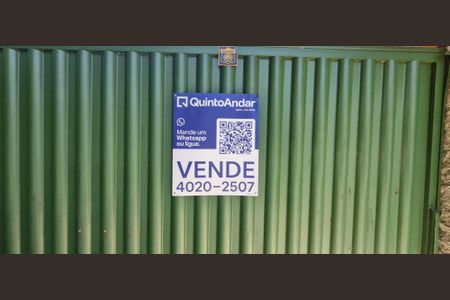 QuintoAndar
Mande um
Whatsapp
ou ligue.
VENDE
4020-2507